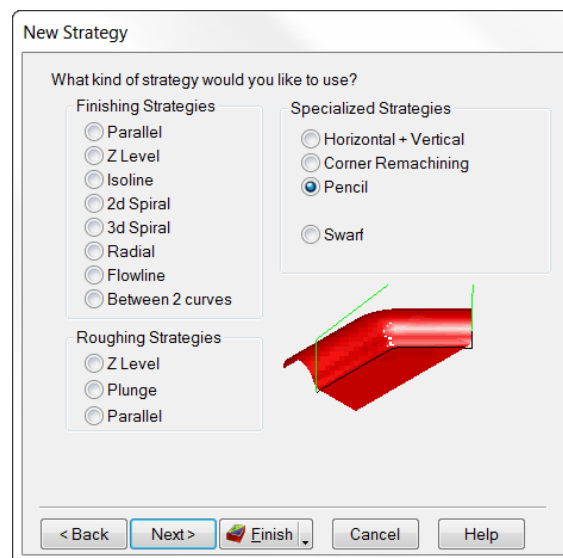 New Strategy
What kind of strategy would you like to use?
Finishing Strategies
Parallel
Z Level
Isoline
2d Spiral
3d Spiral
Radial
Flowline
Between 2 curves
Specialized Strategies
Horizontal + Vertical
Corner Remachining
Pencil
Swarf
Roughing Strategies
Z Level
Plunge
Parallel
< Back Next > Finish Cancel Help